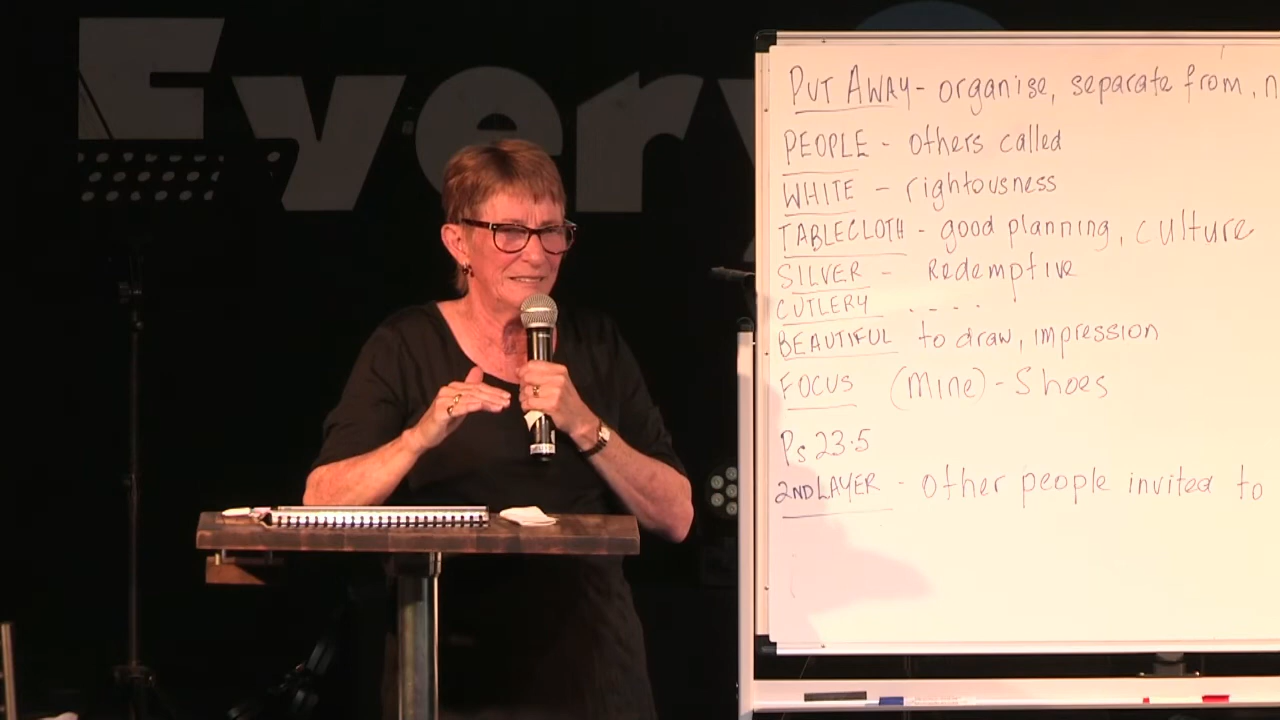 Every
PUT AWAY - organise, separate from, n
PEOPLE - others called
WHITE - rightousness
TABLECLOTH - good planning, culture
SILVER - Redemptive
CUTLERY ....
BEAUTIFUL to draw, impression
FOCUS (Mine) - Shoes
Ps 23.5
2ND LAYER - other people invited to